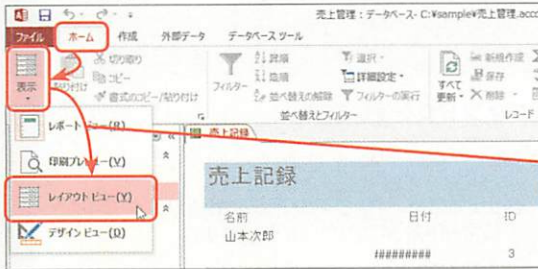 売上管理 : データベース- C:¥sample¥売上管理.acco
ファイル ホーム 作成 外部データ データベース ツール
表示
貼り付け
切り取り
コピー
書式のコピー/貼り付け
フィルター
昇順
降順
並べ替えの解除
選択
詳細設定
フィルターの実行
並べ替えとフィルター
すべて
更新
新規作成
保存
削除
レコード
レポート ビュー(R)
印刷プレビュー(V)
レイアウト ビュー(Y)
デザイン ビュー(D)
売上記録
売上記録
名前 日付 ID
山本次郎
######### 3